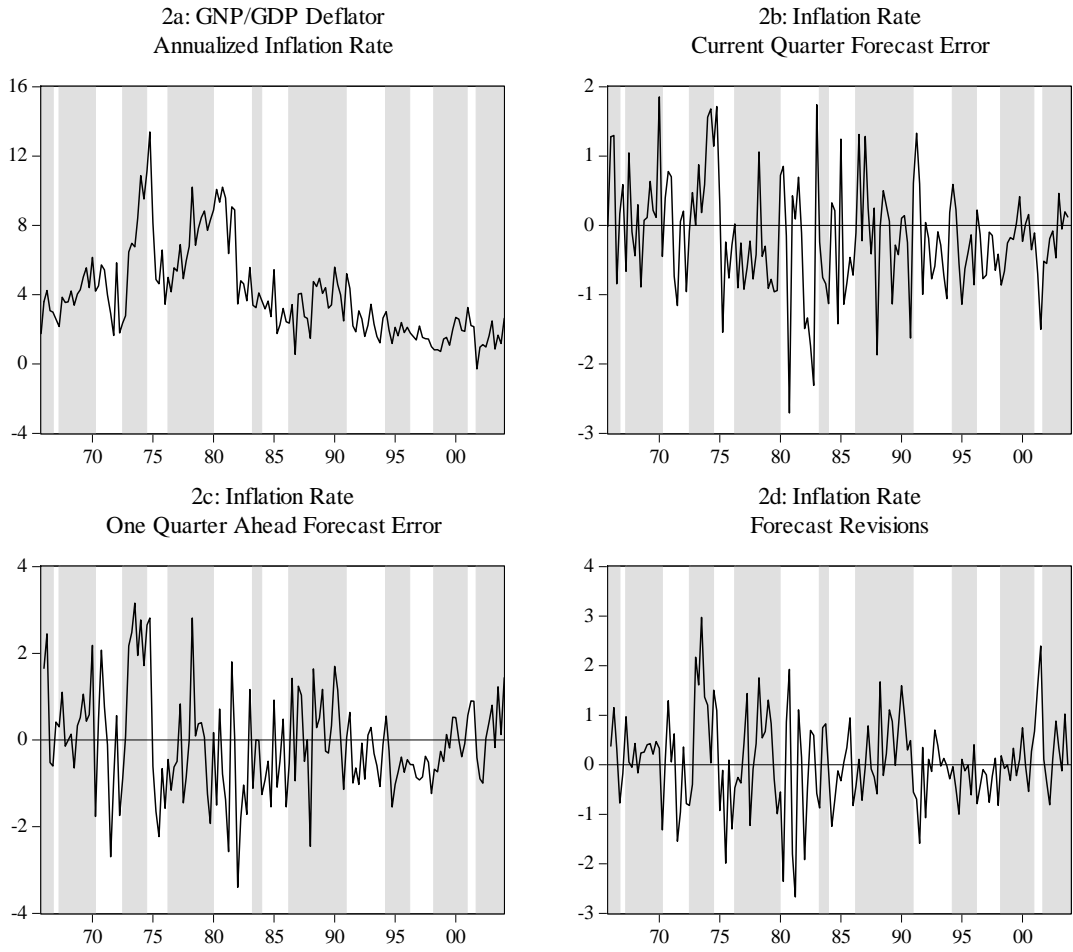 2a: GNP/GDP Deflator
Annualized Inflation Rate
16
12
8
4
0
-4
70 75 80 85 90 95 00
2b: Inflation Rate
Current Quarter Forecast Error
2
1
0
-1
-2
-3
70 75 80 85 90 95 00
2c: Inflation Rate
One Quarter Ahead Forecast Error
4
2
0
-2
-4
70 75 80 85 90 95 00
2d: Inflation Rate
Forecast Revisions
4
3
2
1
0
-1
-2
-3
70 75 80 85 90 95 00